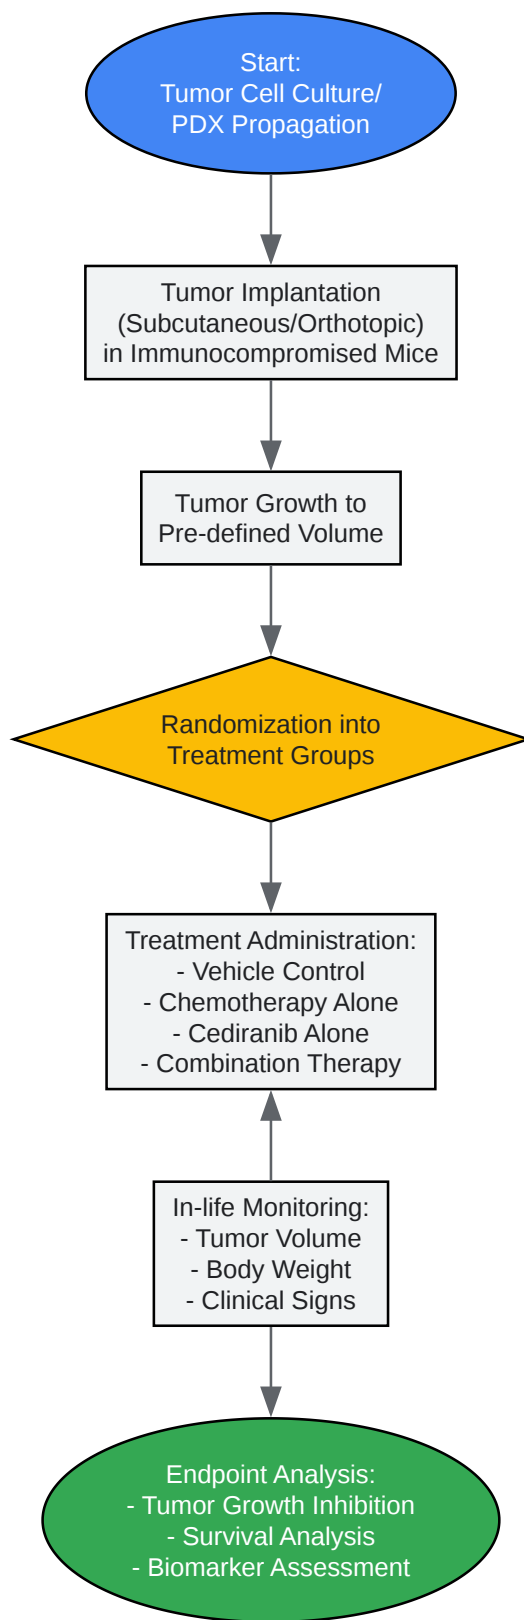 Start:
Tumor Cell Culture/
PDX Propagation
Tumor Implantation
(Subcutaneous/Orthotopic)
in Immunocompromised Mice
Tumor Growth to
Pre-defined Volume
Randomization into
Treatment Groups
Treatment Administration:
- Vehicle Control
- Chemotherapy Alone
- Cediranib Alone
- Combination Therapy
In-life Monitoring:
- Tumor Volume
- Body Weight
- Clinical Signs
Endpoint Analysis:
- Tumor Growth Inhibition
- Survival Analysis
- Biomarker Assessment